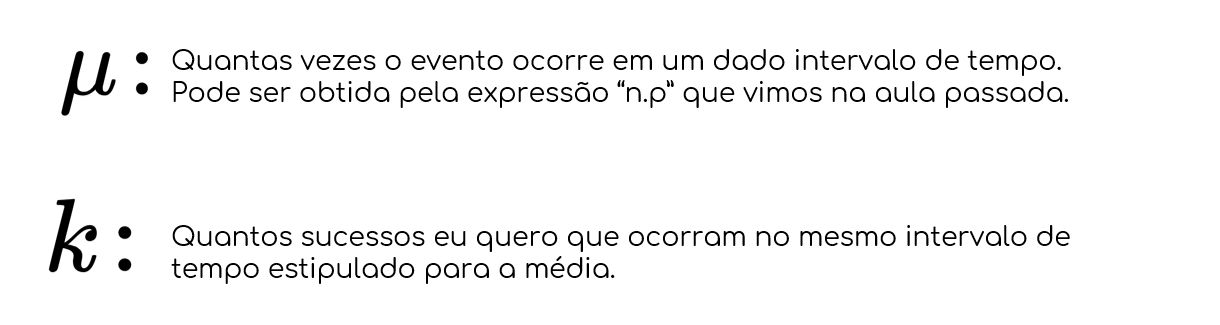 μ: Quantas vezes o evento ocorre em um dado intervalo de tempo.
Pode ser obtida pela expressão “n.p” que vimos na aula passada.
k: Quantos sucessos eu quero que ocorram no mesmo intervalo de
tempo estipulado para a média.